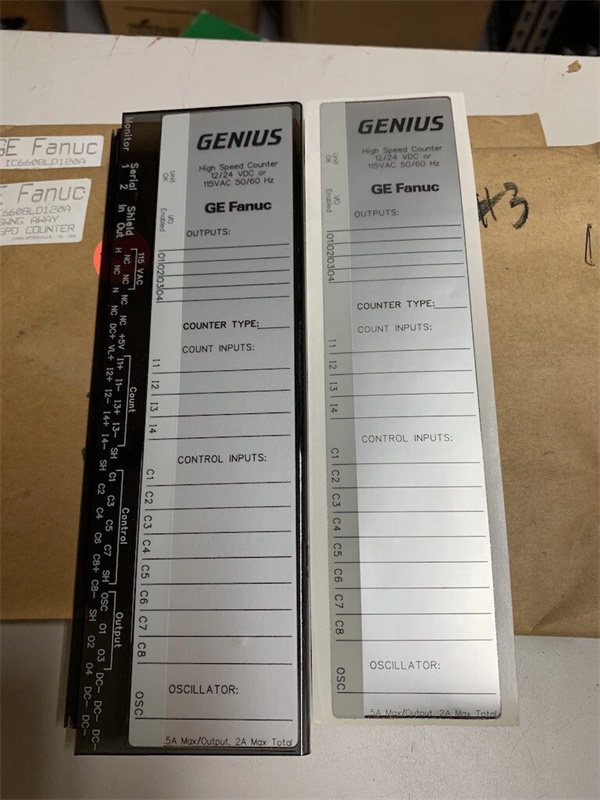 GE Fanuc
IC660BLD120A
GE Fanuc
IC660BLD120A
SWNG AWAY
GPD COUNTER
Monitor
1
Serial
2
Shield
In Out
115 VAC
H NC NC NC NC +5V
NC N NC DC+ VL+
Count
I1+ I1- I3+ I3- SH
I2+ I2- I4+ I4- SH
Control
C1 C3 C5 C7 SH
C2 C4 C6 C8+ C8- SH
Output
OSC O1 O3 DC- DC-
O2 O4 DC- DC-
GENIUS
High Speed Counter
12/24 VDC or
115VAC 50/60 Hz
GE Fanuc
Unit
OK
I/O
Enabled
OUTPUTS:
O1 O2 O3 O4
COUNTER TYPE:
COUNT INPUTS:
I1
I2
I3
I4
CONTROL INPUTS:
C1
C2
C3
C4
C5
C6
C7
C8
OSCILLATOR:
OSC
.5A Max/Output, 2A Max Total
GENIUS
High Speed Counter
12/24 VDC or
115VAC 50/60 Hz
GE Fanuc
Unit
OK
I/O
Enabled
OUTPUTS:
O1 O2 O3 O4
COUNTER TYPE:
COUNT INPUTS:
I1
I2
I3
I4
CONTROL INPUTS:
C1
C2
C3
C4
C5
C6
C7
C8
OSCILLATOR:
OSC
.5A Max/Output, 2A Max Total
#3